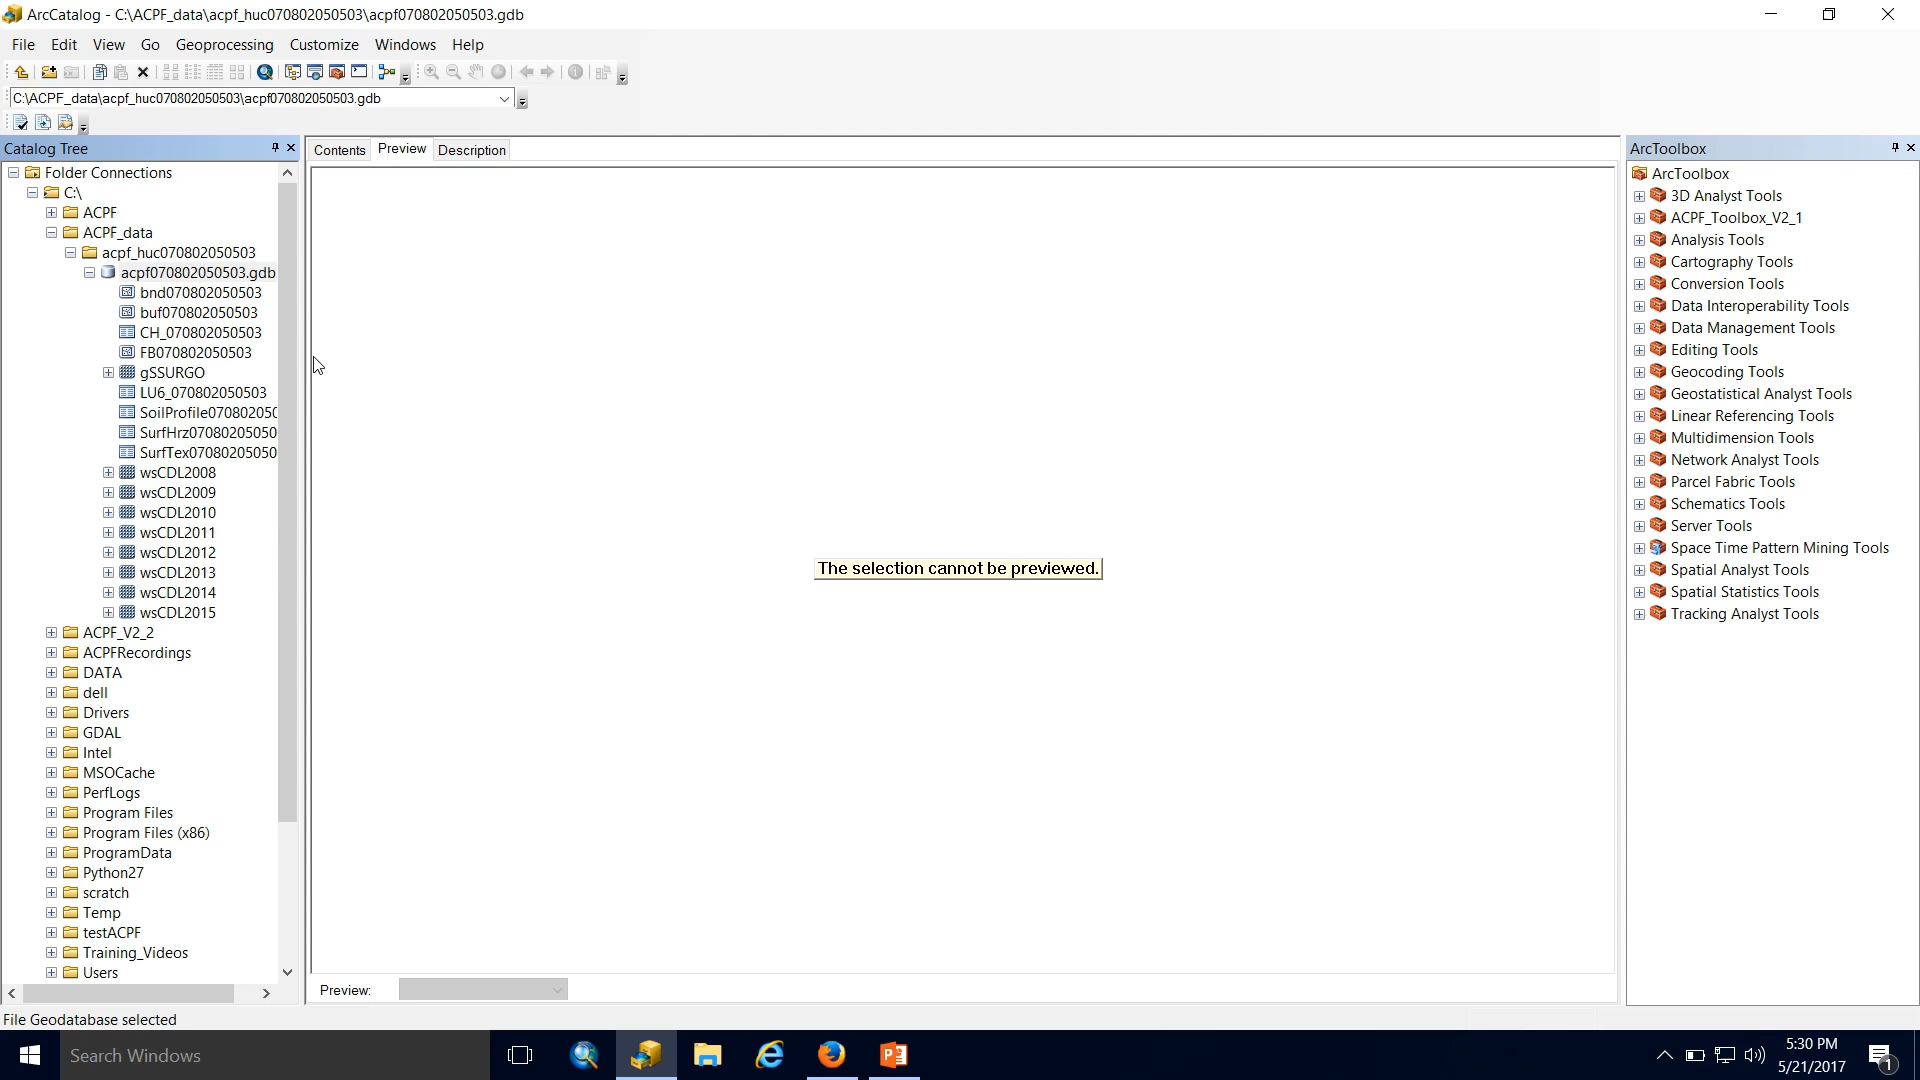 ArcCatalog - C:\ACPF_data\acpf_huc070802050503\acpf070802050503.gdb
File Edit View Go Geoprocessing Customize Windows Help
C:\ACPF_data\acpf_huc070802050503\acpf070802050503.gdb
Catalog Tree
Folder Connections
C:\
ACPF
ACPF_data
acpf_huc070802050503
acpf070802050503.gdb
bnd070802050503
buf070802050503
CH_070802050503
FB070802050503
gSSURGO
LU6_070802050503
SoilProfile07080205
SurfHrz07080205050
SurfTex07080205050
wsCDL2008
wsCDL2009
wsCDL2010
wsCDL2011
wsCDL2012
wsCDL2013
wsCDL2014
wsCDL2015
ACPF_V2_2
ACPFRecordings
DATA
dell
Drivers
GDAL
Intel
MSOCache
PerfLogs
Program Files
Program Files (x86)
ProgramData
Python27
scratch
Temp
testACPF
Training_Videos
Users
File Geodatabase selected
Contents Preview Description
The selection cannot be previewed.
Preview:
ArcToolbox
ArcToolbox
3D Analyst Tools
ACPF_Toolbox_V2_1
Analysis Tools
Cartography Tools
Conversion Tools
Data Interoperability Tools
Data Management Tools
Editing Tools
Geocoding Tools
Geostatistical Analyst Tools
Linear Referencing Tools
Multidimension Tools
Network Analyst Tools
Parcel Fabric Tools
Schematics Tools
Server Tools
Space Time Pattern Mining Tools
Spatial Analyst Tools
Spatial Statistics Tools
Tracking Analyst Tools
Search Windows
5:30 PM
5/21/2017
1